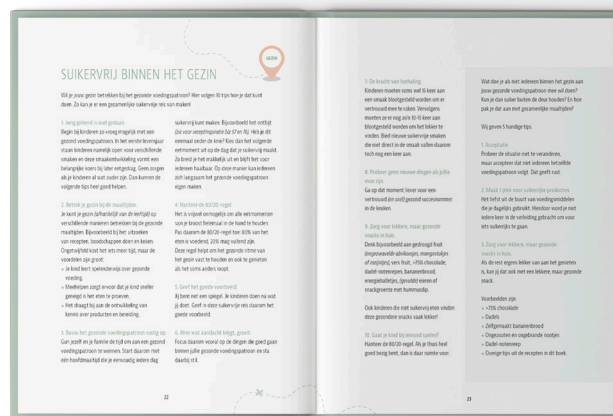 GEZIN
SUIKERVRIJ BINNEN HET GEZIN
Wil je jouw gezin betrekken bij het gezonde voedingspatroon? Hier volgen 10 tips hoe je dat kunt
doen. Zo kan je er een gezamenlijke suikervrije reis van maken!
1. Jong geleerd is oud gedaan.
Begin bij kinderen zo vroeg mogelijk met een
gezond voedingspatroon. In het eerste levensjaar
staan kinderen namelijk open voor verschillende
smaken en deze smaakontwikkeling vormt een
belangrijke koers bij later eetgedrag. Geen zorgen
als je kinderen al wat ouder zijn. Dan kunnen de
volgende tips heel goed helpen.
2. Betrek je gezin bij de maaltijden.
Je kunt je gezin (afhankelijk van de leeftijd) op
verschillende manieren betrekken bij de gezonde
maaltijden. Bijvoorbeeld bij het uitzoeken
van recepten, boodschappen doen en koken.
Ongetwijfeld kost het iets meer tijd, maar de
voordelen zijn groot:
» Je kind leert spelenderwijs over gezonde
voeding.
» Meehelpen zorgt ervoor dat je kind sneller
geneigd is het eten te proeven.
» Het draagt bij aan de ontwikkeling van
kennis over producten en bereiding.
3. Bouw het gezonde voedingspatroon rustig op.
Gun jezelf en je familie de tijd om aan een gezond
voedingspatroon te wennen. Start daarom met
één hoofdmaaltijd die je eenvoudig iedere dag
suikervrij kunt maken. Bijvoorbeeld het ontbijt
(zie voor receptinspiratie blz 57 en 76). Heb je dit
eenmaal onder de knie? Kies dan het volgende
eetmoment uit op de dag dat je suikervrij maakt.
Zo breid je het makkelijk uit en blijft het voor
iedereen haalbaar. Op deze manier kan iedereen
zich langzaam het gezonde voedingspatroon
eigen maken.
4. Hanteer de 80/20-regel
Het is vrijwel onmogelijk om alle eetmomenten
van je kroost helemaal in de hand te houden.
Pas daarom de 80/20-regel toe: 80% van het
eten is voedend, 20% mag vullend zijn.
Deze regel helpt om het gezonde ritme van
het gezin vast te houden en ook te genieten
als het soms anders loopt.
5. Geef het goede voorbeeld.
Jij bent niet een spiegel. Je kinderen doen na wat
jij doet. Geef in deze suikervrije reis daarom het
goede voorbeeld.
6. Alles wat aandacht krijgt, groeit.
Focus daarom vooral op de dingen die goed gaan
binnen jullie gezonde voedingspatroon en sta
daarbij stil.
22
7. De kracht van herhaling.
Kinderen moeten soms wel 16 keer aan
een smaak blootgesteld worden om er
vertrouwd mee te raken. Vervolgens
moeten ze er nog zo'n 10-15 keer aan
blootgesteld worden om het lekker te
vinden. Bied nieuwe suikervrije smaken
die niet direct in de smaak vallen daarom
toch nog een keer aan.
8. Probeer geen nieuwe dingen als jullie
moe zijn.
Ga op dat moment liever voor een
vertrouwd (en snel) gezond succesnummer
in de keuken.
9. Zorg voor lekkere, maar gezonde
snacks in huis.
Denk bijvoorbeeld aan gedroogd fruit
(ongezwavelde abrikoosjes, mangostukjes
of rozijntjes), vers fruit, +75% chocolade,
dadel-notenrepen, bananenbrood,
energieballetjes, (gevulde) eieren of
snackgroente met hummusdip.
Ook kinderen die niet suikervrij eten vinden
deze gezondere snacks vaak lekker!
10. Gaat je kind bij iemand spelen?
Hanteer de 80/20-regel. Als je thuis heel
goed bezig bent, dan is daar ruimte voor.
Wat doe je als niet iedereen binnen het gezin aan
jouw gezonde voedingspatroon mee wil doen?
Kun je dan suiker buiten de deur houden? En hoe
pak je dat aan met gezamenlijke maaltijden?
Wij geven 5 handige tips.
1. Acceptatie
Probeer de situatie niet te veranderen,
maar accepteer dat niet iedereen hetzelfde
voedingspatroon volgt. Dat geeft rust.
2. Maak 1 plek voor suikerrijke producten
Het liefst uit de buurt van voedingsmiddelen
die je dagelijks gebruikt. Hierdoor word je niet
iedere keer in de verleiding gebracht om voor
iets suikerrijks te gaan.
3. Zorg voor lekkere, maar gezonde
snacks in huis.
Als de rest ergens lekker van aan het genieten
is, kan jij dat ook met een lekkere, maar gezonde
snack.
Voorbeelden zijn:
» +75% chocolade
» Dadels
» Zelfgemaakt bananenbrood
» Ongezouten en ongebrande nootjes
» Dadel-notenreep
» Overige tips uit de recepten in dit boek.
23